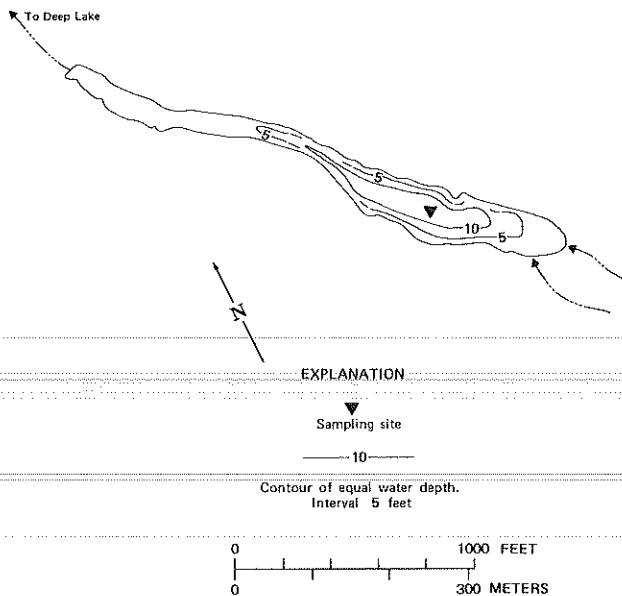 To Deep Lake
5
5
10
5
N
EXPLANATION
Sampling site
10
Contour of equal water depth.
Interval 5 feet
0 1000 FEET
0 300 METERS